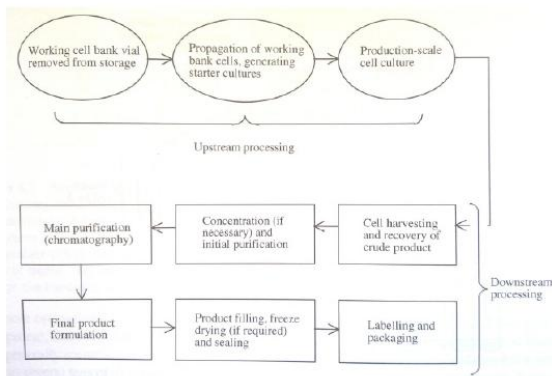 Working cell bank vial
removed from storage
Propagation of working
bank cells, generating
starter cultures
Production-scale
cell culture
Upstream processing
Cell harvesting
and recovery of
crude product
Concentration (if
necessary) and
initial purification
Main purification
(chromatography)
Downstream
processing
Final product
formulation
Product filling, freeze
drying (if required)
and sealing
Labelling and
packaging